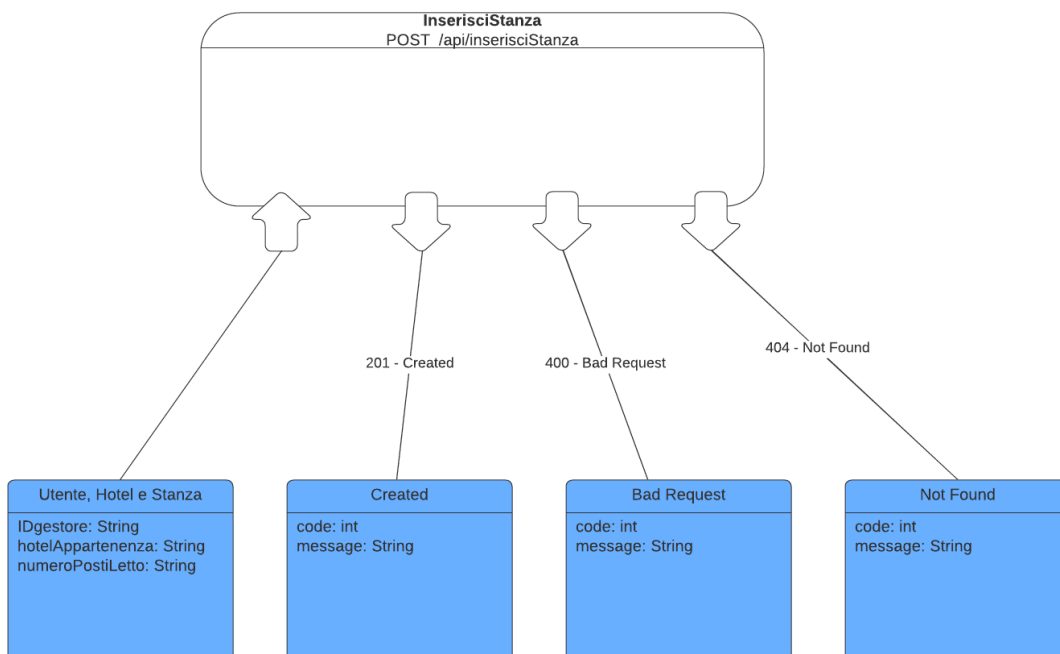 InserisciStanza
POST /api/inserisciStanza
201 - Created
400 - Bad Request
404 - Not Found
Utente, Hotel e Stanza
IDgestore: String
hotelAppartenenza: String
numeroPostiLetto: String
Created
code: int
message: String
Bad Request
code: int
message: String
Not Found
code: int
message: String